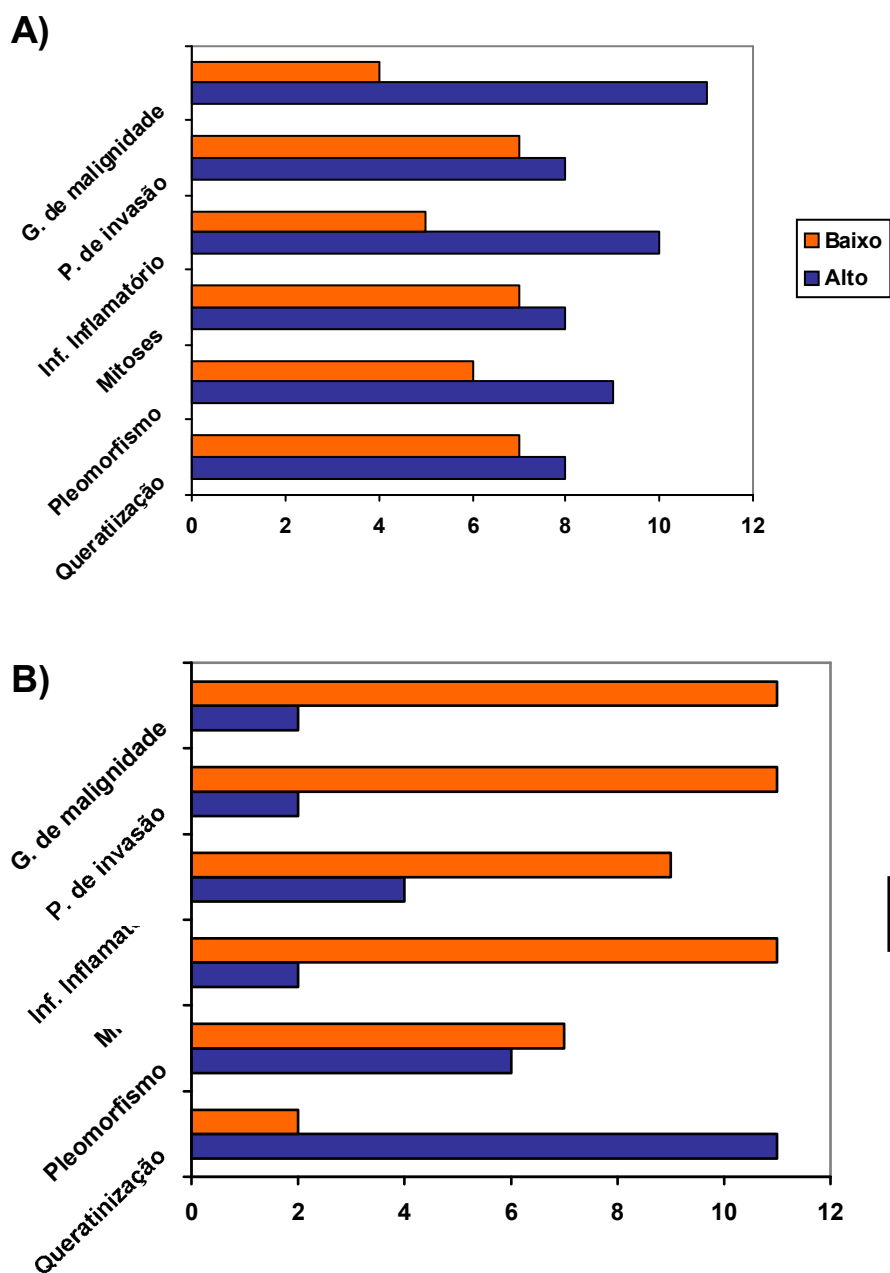 A)
G. de malignidade
P. de invasão
Inf. Inflamatório
Mitoses
Pleomorfismo
Queratiização
0 2 4 6 8 10 12
Baixo
Alto
B)
G. de malignidade
P. de invasão
Inf.
Pleomorfismo
Queratinização
0 2 4 6 8 10 12